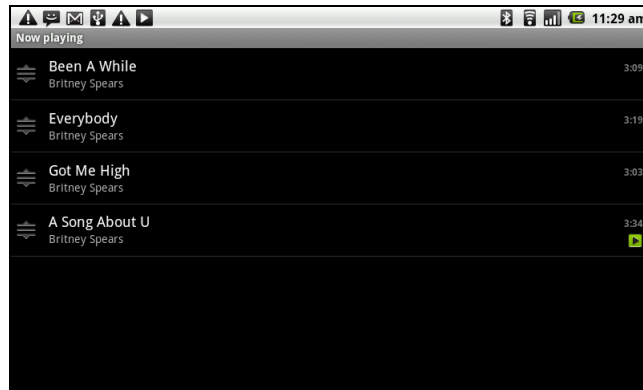 11:29 am
Now playing
Been A While
3:09
Britney Spears
Everybody
3:19
Britney Spears
Got Me High
3:03
Britney Spears
A Song About U
3:34
Britney Spears